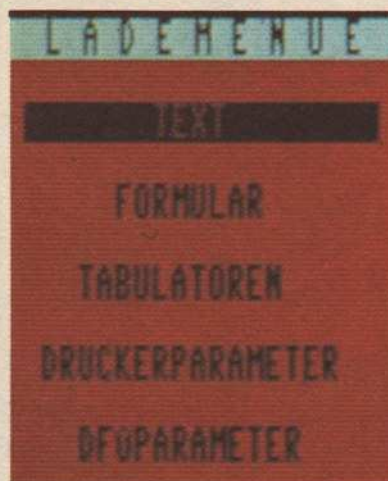 LADEMENUE
TEXT
FORMULAR
TABULATOREN
DRUCKERPARAMETER
DFÜPARAMETER